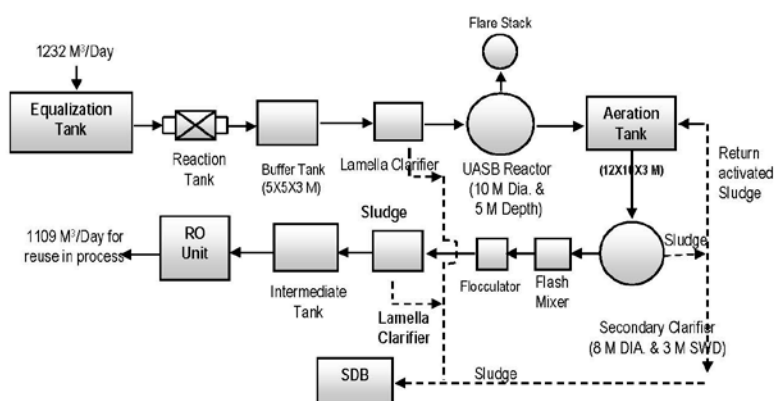 Flare Stack
1232 M³/Day
Equalization
Tank
Reaction
Tank
Buffer Tank
(5X5X3 M)
Lamella Clarifier
UASB Reactor
(10 M Dia. &
5 M Depth)
Aeration
Tank
(12X10X3 M)
Return
activated
Sludge
1109 M³/Day for
reuse in process
RO
Unit
Intermediate
Tank
Sludge
Lamella
Clarifier
Flocculator
Flash
Mixer
Sludge
Secondary Clarifier
(8 M DIA. & 3 M SWD)
SDB
Sludge